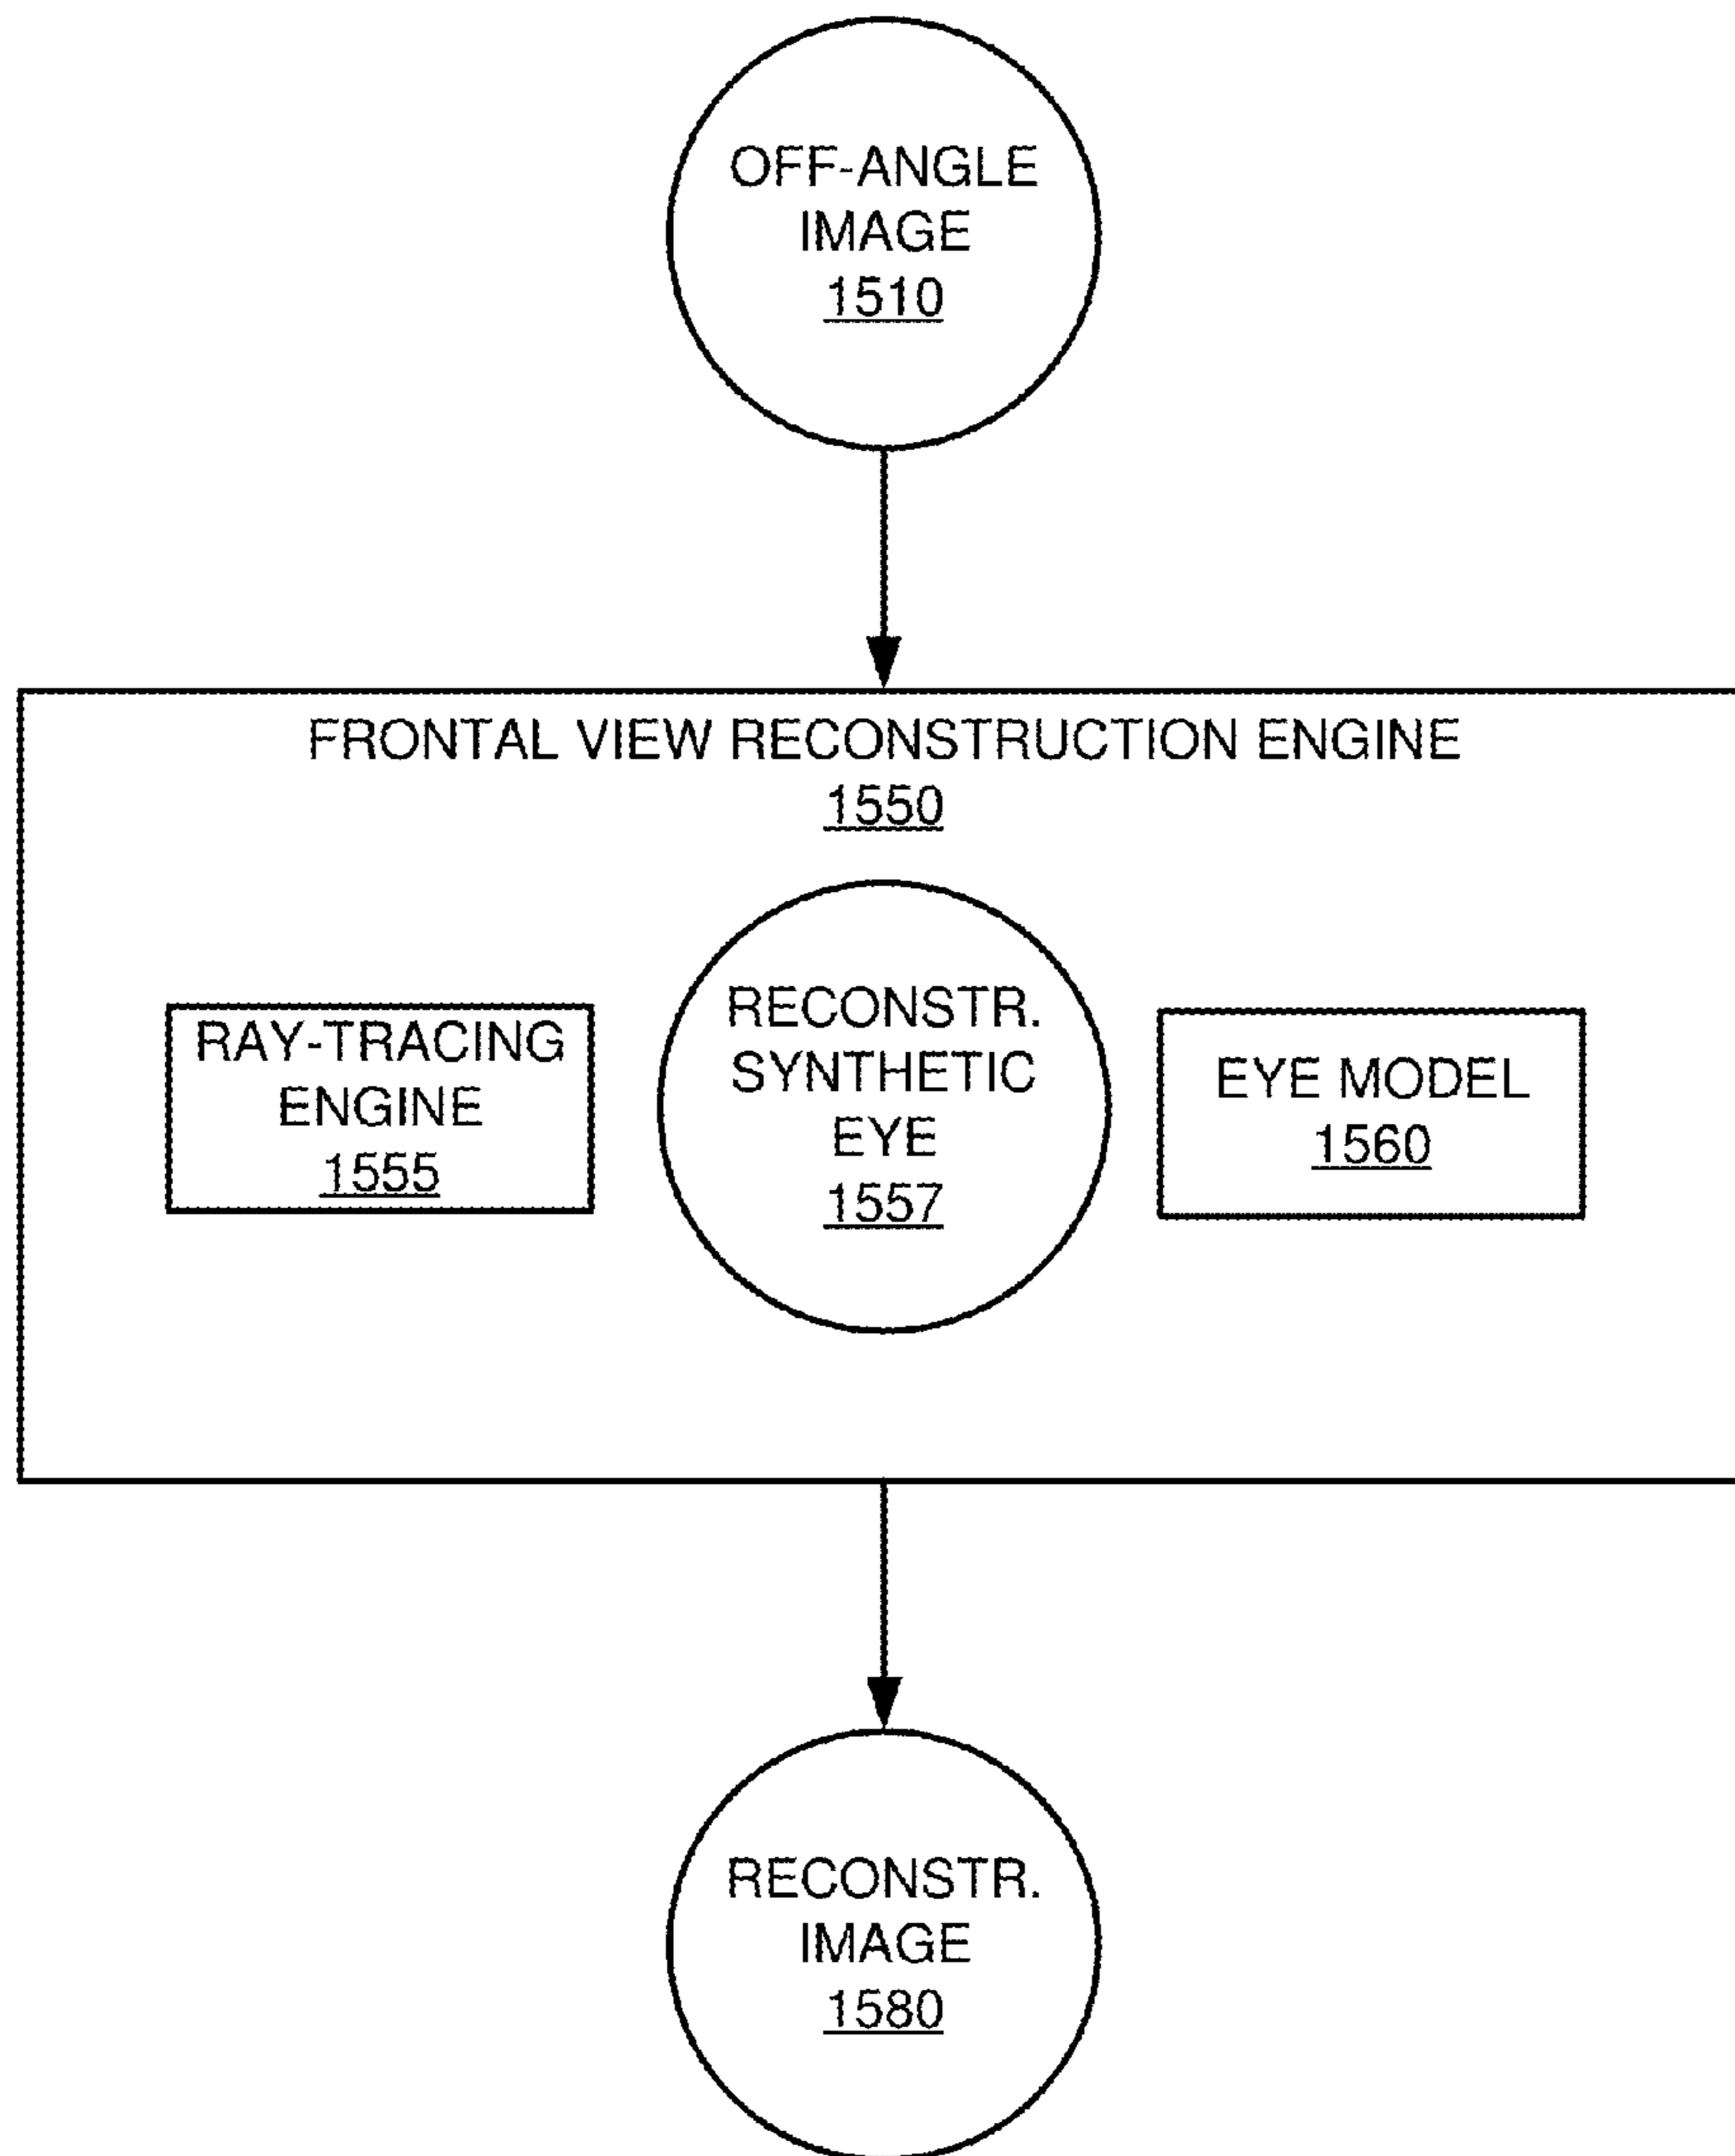 OFF-ANGLE
IMAGE
1510
FRONTAL VIEW RECONSTRUCTION ENGINE
1550
RAY-TRACING
ENGINE
1555
RECONSTR.
SYNTHETIC
EYE
1557
EYE MODEL
1560
RECONSTR.
IMAGE
1580